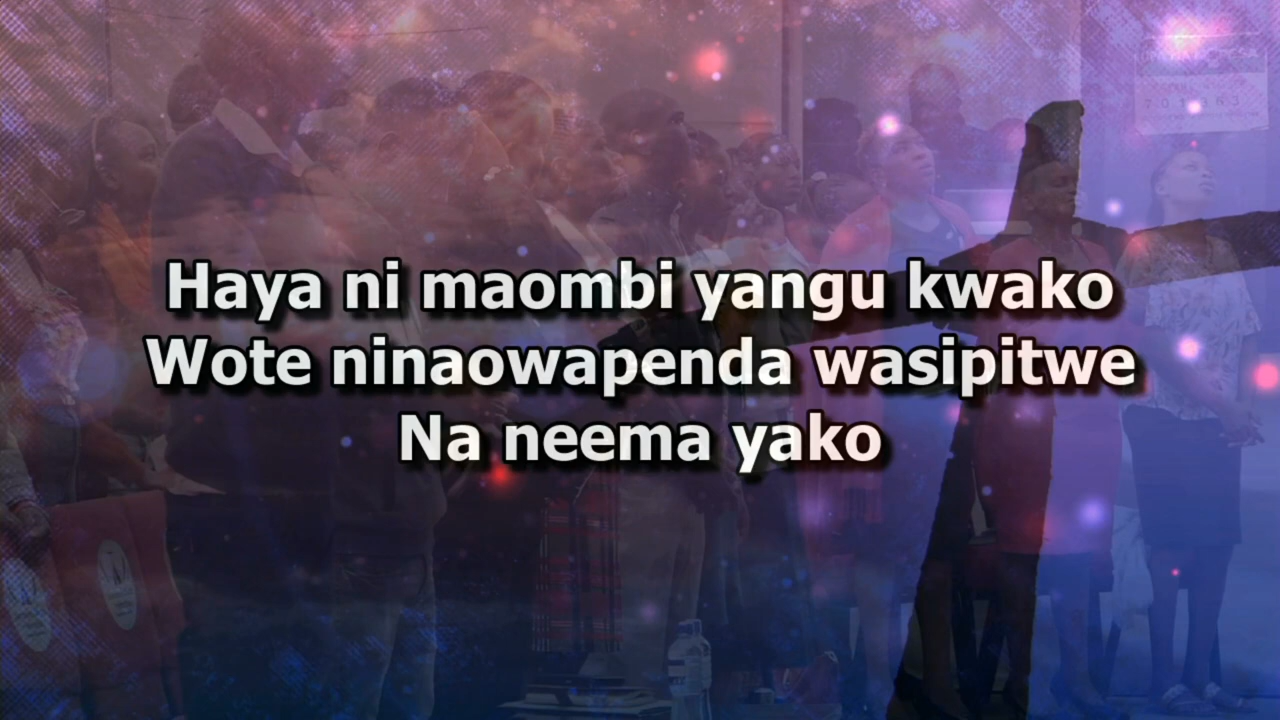 Haya ni maombi yangu kwako
Wote ninaowapenda wasipitwe
Na neema yako